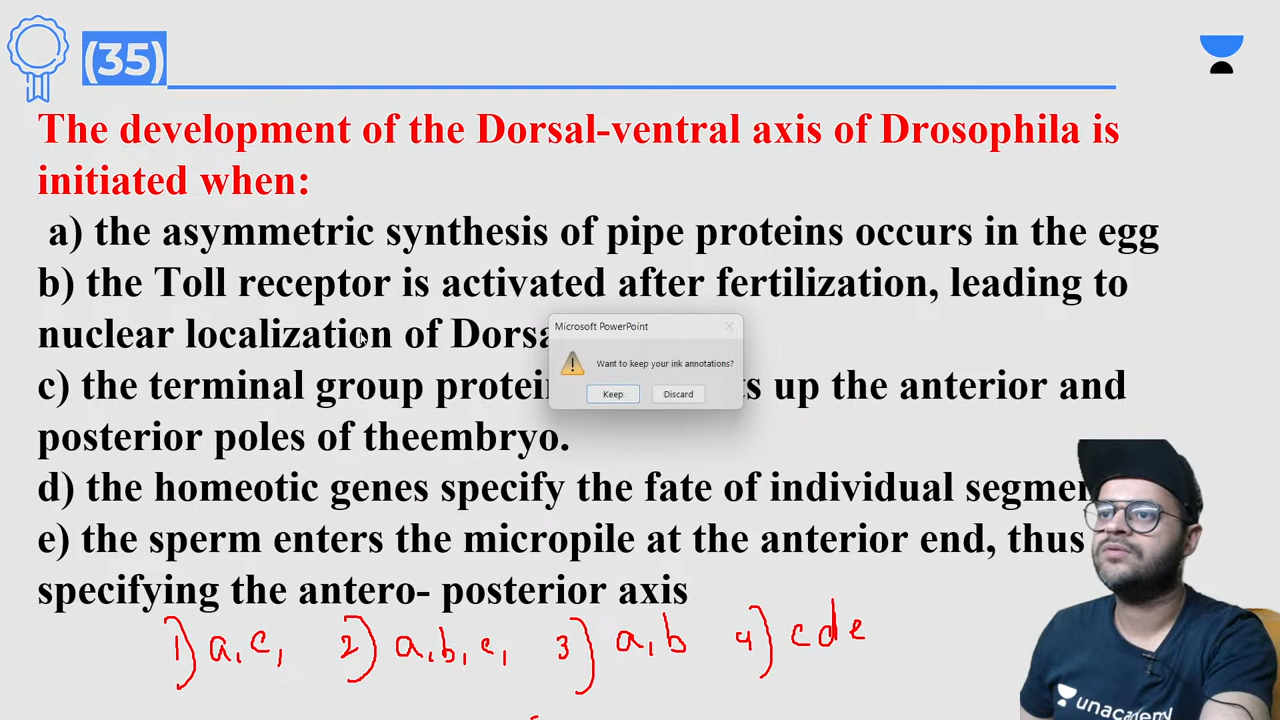 (35)
The development of the Dorsal-ventral axis of Drosophila is
initiated when:
a) the asymmetric synthesis of pipe proteins occurs in the egg
b) the Toll receptor is activated after fertilization, leading to
nuclear localization of Dorsa
Microsoft PowerPoint
Want to keep your ink annotations?
Keep Discard
c) the terminal group protei s up the anterior and
posterior poles of theembryo.
d) the homeotic genes specify the fate of individual segmen
e) the sperm enters the micropile at the anterior end, thus
specifying the antero- posterior axis
1) a, c, 2) a, b, c, 3) a, b 4) c d e
unacademy